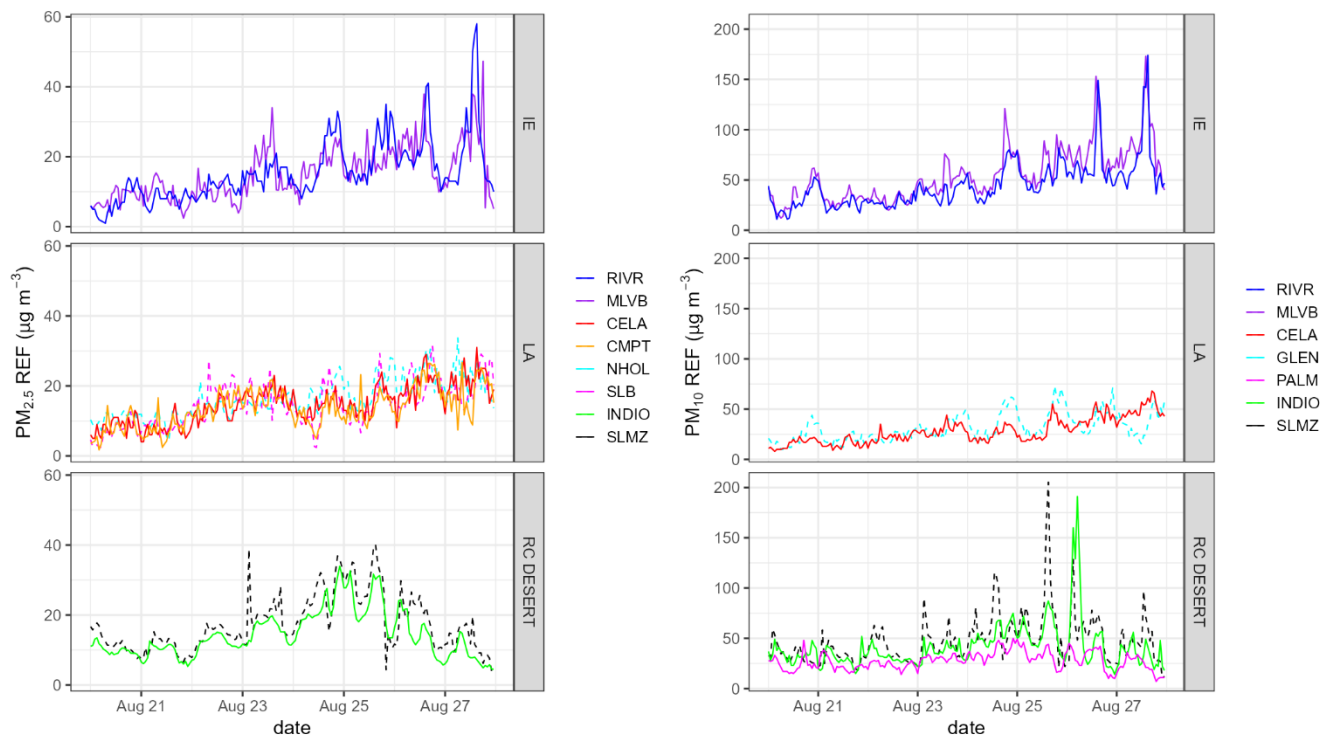 PM2.5 REF (µg m−3)
60
40
20
0
IE
60
40
20
0
LA
60
40
20
0
RC DESERT
Aug 21 Aug 23 Aug 25 Aug 27
date
RIVR
MLVB
CELA
CMPT
NHOL
SLB
INDIO
SLMZ
PM10 REF (µg m−3)
200
150
100
50
0
IE
200
150
100
50
0
LA
200
150
100
50
0
RC DESERT
Aug 21 Aug 23 Aug 25 Aug 27
date
RIVR
MLVB
CELA
GLEN
PALM
INDIO
SLMZ